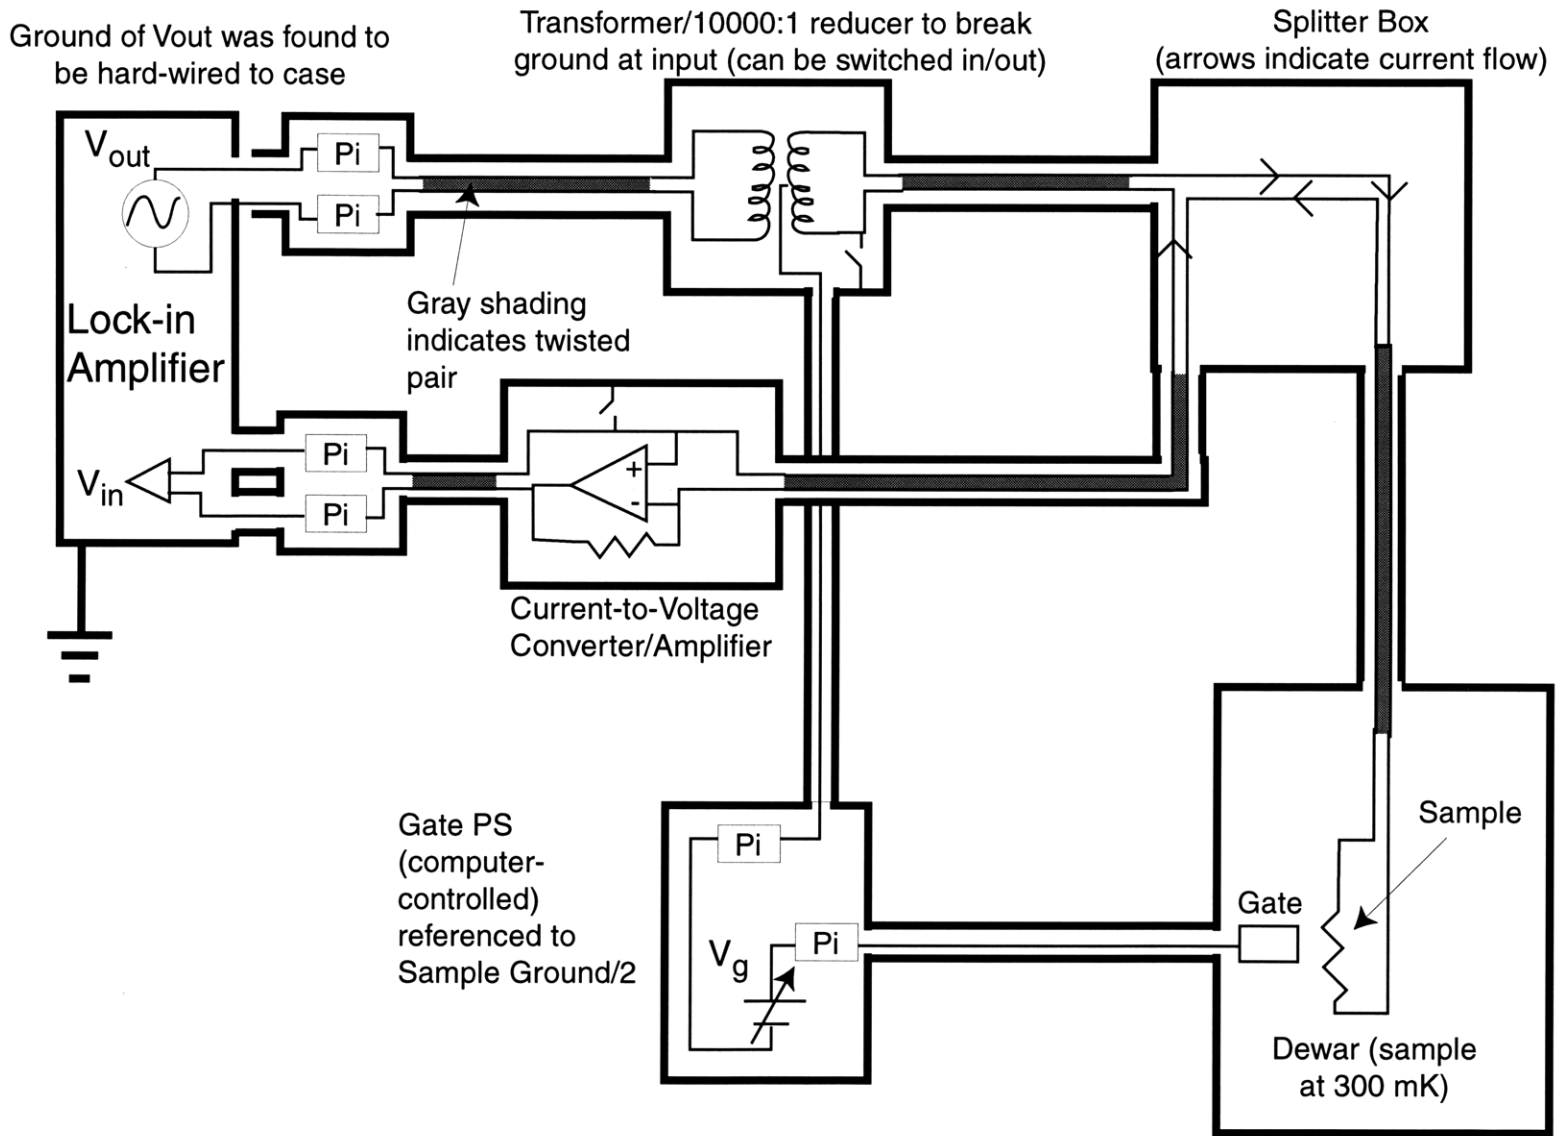 Ground of Vout was found to
be hard-wired to case
Transformer/10000:1 reducer to break
ground at input (can be switched in/out)
Splitter Box
(arrows indicate current flow)
Vout
Pi
Pi
Lock-in
Amplifier
Gray shading
indicates twisted
pair
Vin
Pi
Pi
+
-
Current-to-Voltage
Converter/Amplifier
Gate PS
(computer-
controlled)
referenced to
Sample Ground/2
Pi
Vg
Pi
Gate
Sample
Dewar (sample
at 300 mK)